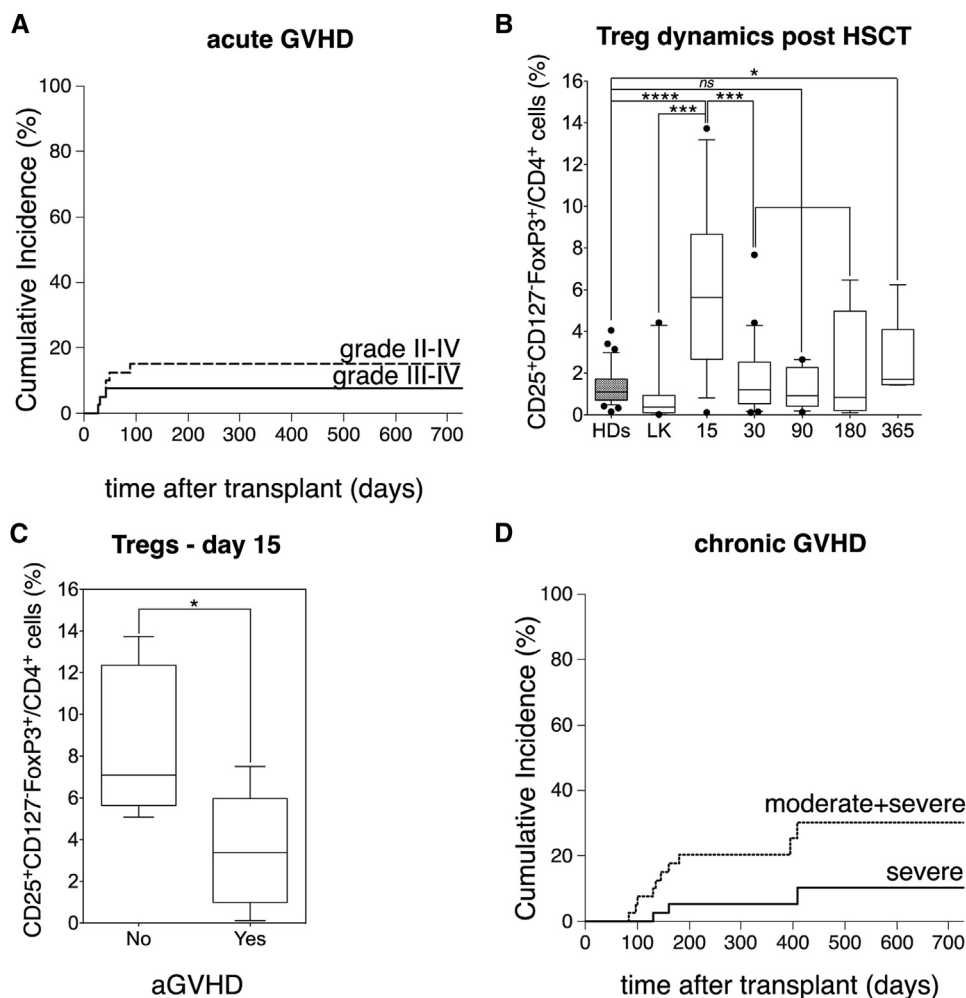 A
acute GVHD
Cumulative Incidence (%)
100
80
60
40
20
0
grade II-IV
grade III-IV
0 100 200 300 400 500 600 700
time after transplant (days)
B
Treg dynamics post HSCT
CD25⁺CD127⁻FoxP3⁺/CD4⁺ cells (%)
16
14
12
10
8
6
4
2
0
*
ns
**** ***
***
HDs LK 15 30 90 180 365
C
Tregs - day 15
CD25⁺CD127⁻FoxP3⁺/CD4⁺ cells (%)
16
14
12
10
8
6
4
2
0
*
No Yes
aGVHD
D
chronic GVHD
Cumulative Incidence (%)
100
80
60
40
20
0
moderate+severe
severe
0 100 200 300 400 500 600 700
time after transplant (days)